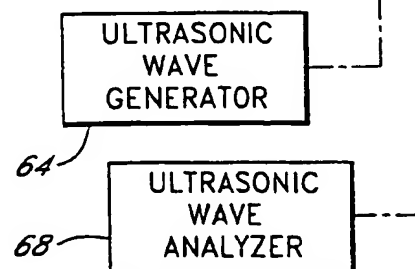 ULTRASONIC
WAVE
GENERATOR
64
ULTRASONIC
WAVE
ANALYZER
68